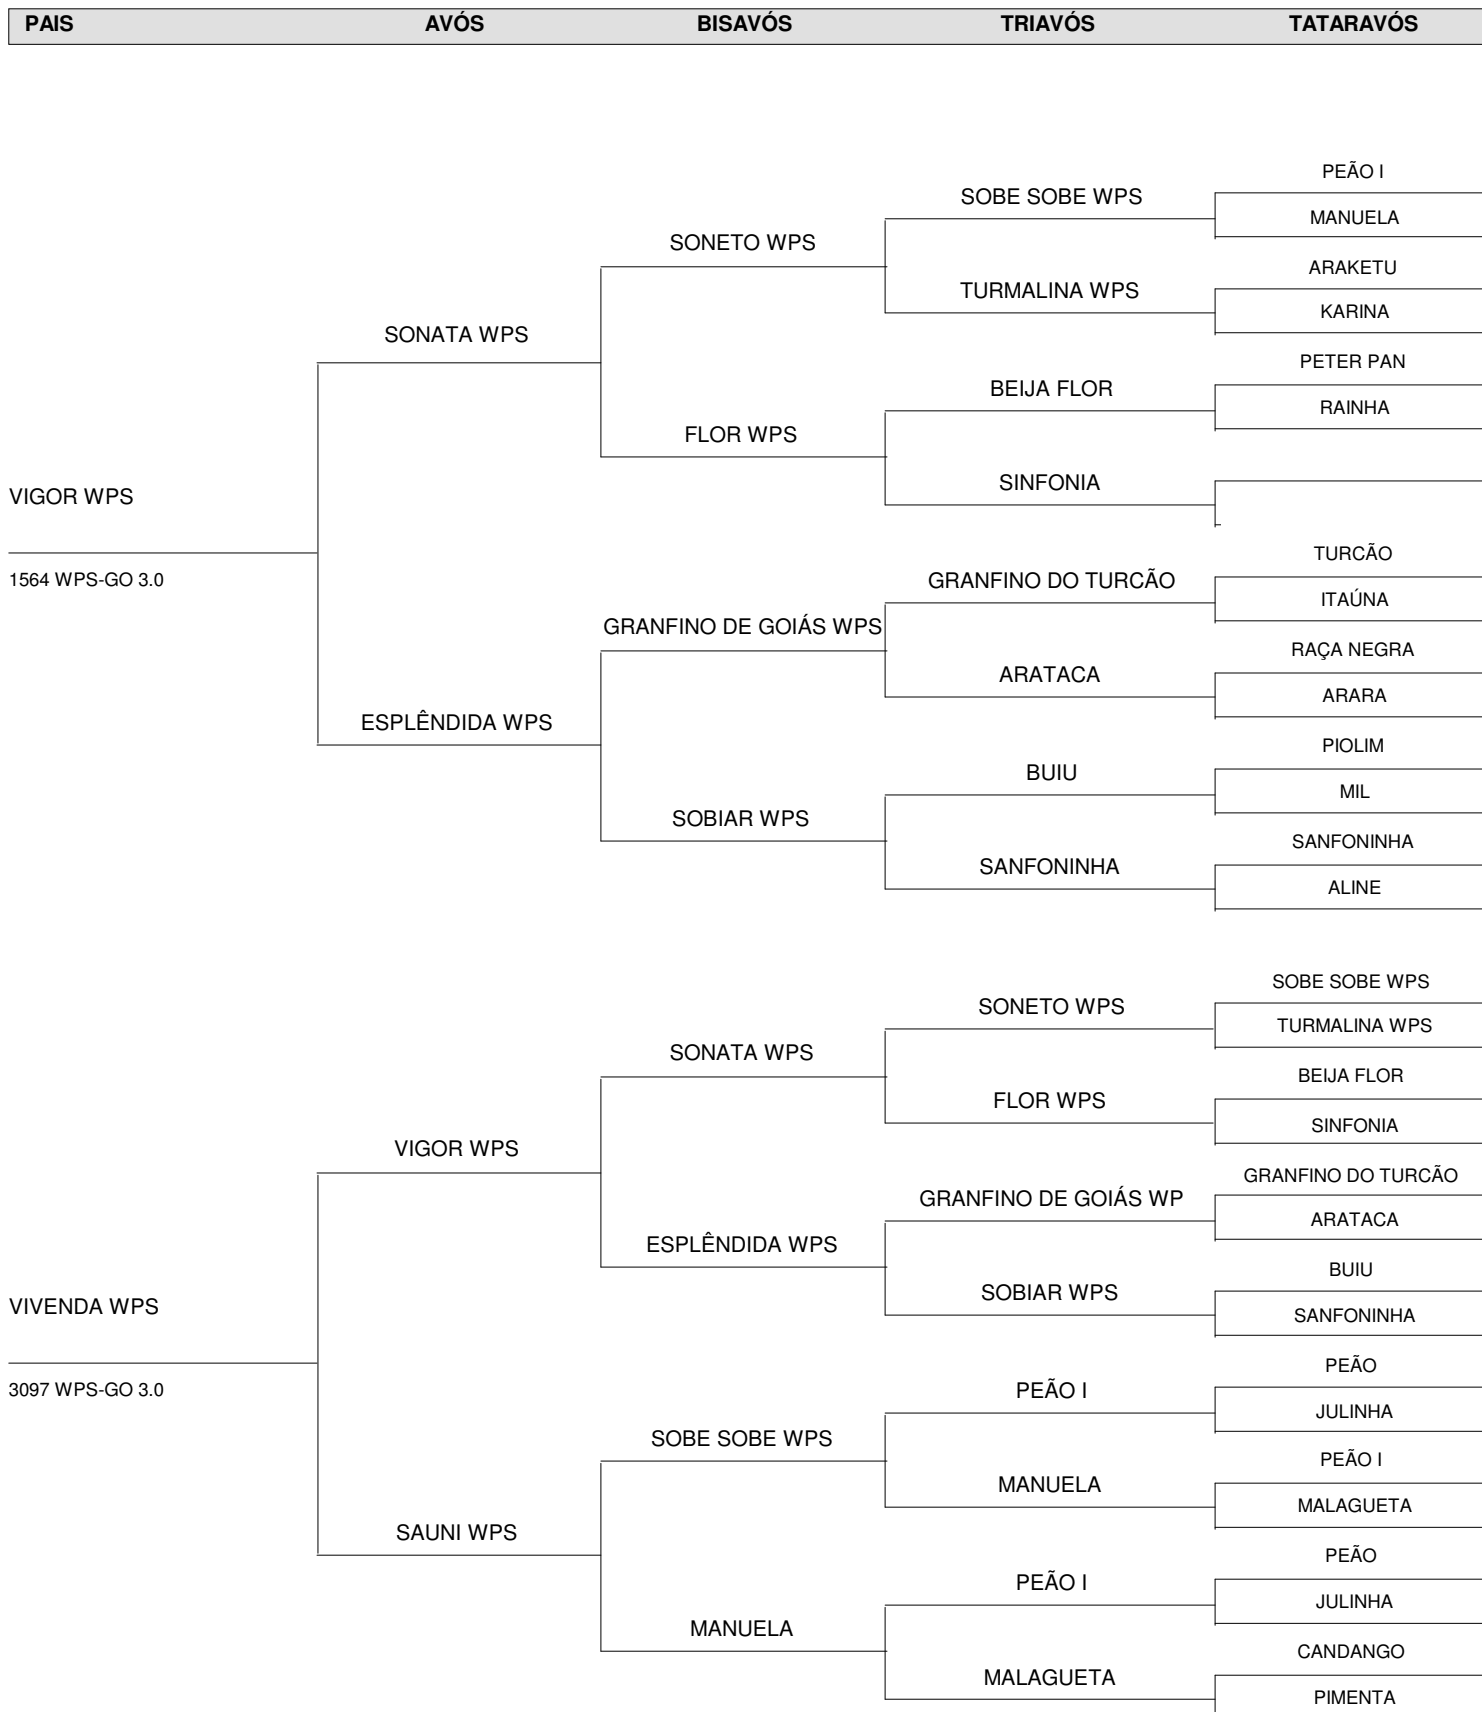 PAIS AVÓS BISAVÓS TRIAVÓS TATARAVÓS
PEÃO I
SOBE SOBE WPS
MANUELA
SONETO WPS
ARAKETU
TURMALINA WPS
KARINA
SONATA WPS
PETER PAN
BEIJA FLOR
RAINHA
FLOR WPS
SINFONIA
VIGOR WPS
TURCÃO
1564 WPS-GO 3.0
GRANFINO DO TURCÃO
ITAÚNA
GRANFINO DE GOIÁS WPS
RAÇA NEGRA
ARATACA
ARARA
ESPLÊNDIDA WPS
PIOLIM
BUIU
MIL
SOBIAR WPS
SANFONINHA
SANFONINHA
ALINE
SOBE SOBE WPS
SONETO WPS
TURMALINA WPS
SONATA WPS
BEIJA FLOR
FLOR WPS
SINFONIA
VIGOR WPS
GRANFINO DO TURCÃO
GRANFINO DE GOIÁS WP
ARATACA
ESPLÊNDIDA WPS
BUIU
SOBIAR WPS
VIVENDA WPS
SANFONINHA
PEÃO
3097 WPS-GO 3.0
PEÃO I
JULINHA
SOBE SOBE WPS
PEÃO I
MANUELA
MALAGUETA
SAUNI WPS
PEÃO
PEÃO I
JULINHA
MANUELA
CANDANGO
MALAGUETA
PIMENTA